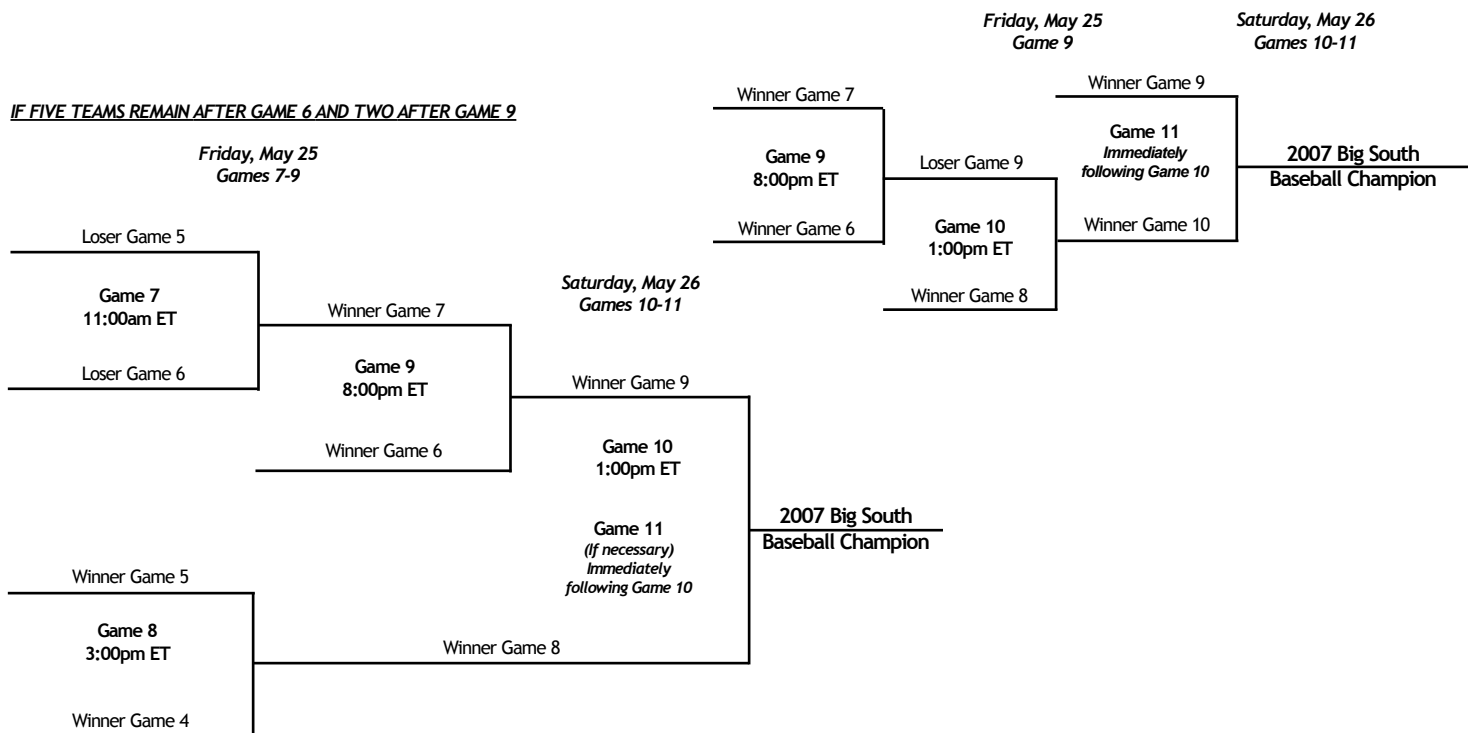 IF FIVE TEAMS REMAIN AFTER GAME 6 AND TWO AFTER GAME 9
Friday, May 25
Games 7-9
Loser Game 5
Game 7
11:00am ET
Loser Game 6
Winner Game 7
Game 9
8:00pm ET
Winner Game 6
Saturday, May 26
Games 10-11
Winner Game 9
Game 10
1:00pm ET
Game 11
(If necessary)
Immediately
following Game 10
2007 Big South
Baseball Champion
Winner Game 5
Game 8
3:00pm ET
Winner Game 4
Winner Game 8
Friday, May 25
Game 9
Saturday, May 26
Games 10-11
Winner Game 7
Game 9
8:00pm ET
Winner Game 6
Loser Game 9
Game 10
1:00pm ET
Winner Game 8
Winner Game 9
Game 11
Immediately
following Game 10
Winner Game 10
2007 Big South
Baseball Champion